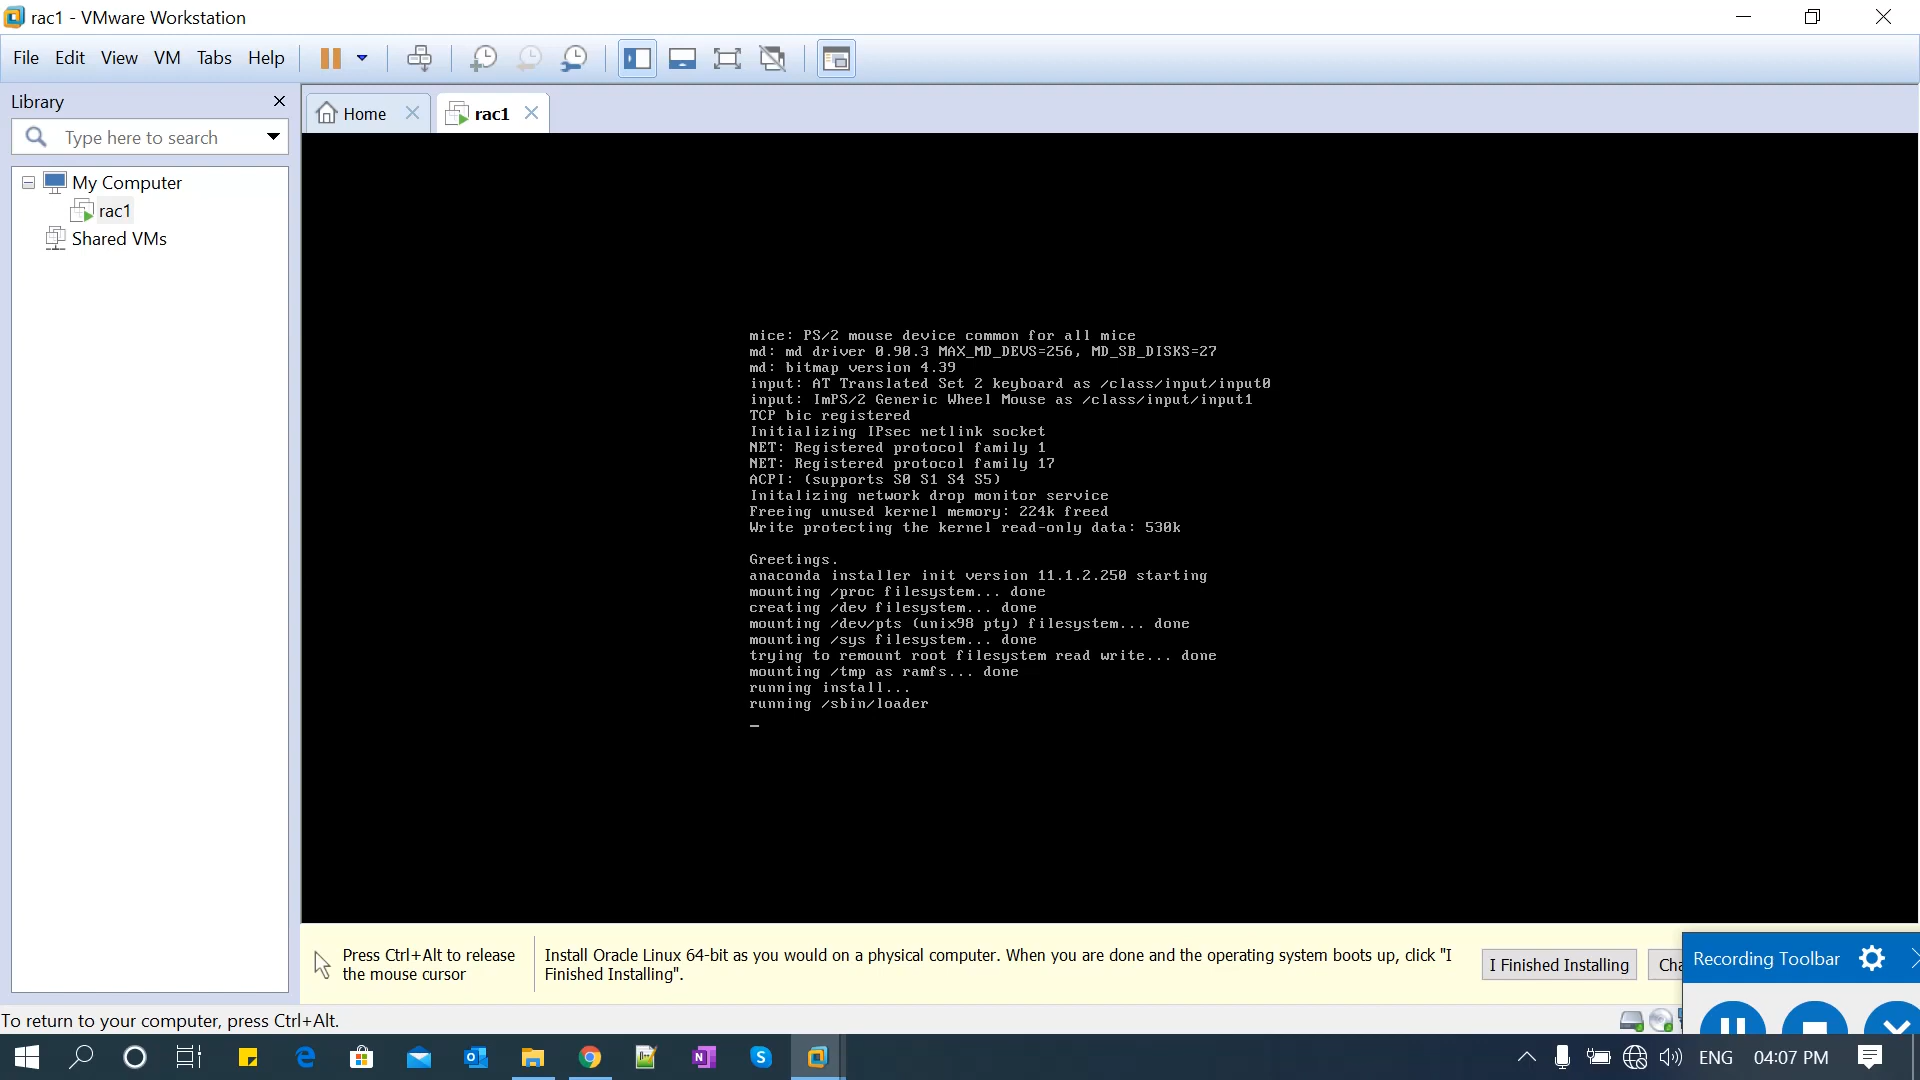 rac1 - VMware Workstation
File Edit View VM Tabs Help
Library
Home
rac1
Type here to search
My Computer
rac1
Shared VMs
mice: PS/2 mouse device common for all mice
md: md driver 0.90.3 MAX_MD_DEVS=256, MD_SB_DISKS=27
md: bitmap version 4.39
input: AT Translated Set 2 keyboard as /class/input/input0
input: ImPS/2 Generic Wheel Mouse as /class/input/input1
TCP bic registered
Initializing IPsec netlink socket
NET: Registered protocol family 1
NET: Registered protocol family 17
ACPI: (supports S0 S1 S4 S5)
Initalizing network drop monitor service
Freeing unused kernel memory: 224k freed
Write protecting the kernel read-only data: 530k
Greetings.
anaconda installer init version 11.1.2.250 starting
mounting /proc filesystem... done
creating /dev filesystem... done
mounting /dev/pts (unix98 pty) filesystem... done
mounting /sys filesystem... done
trying to remount root filesystem read write... done
mounting /tmp as ramfs... done
running install...
running /sbin/loader
Press Ctrl+Alt to release
the mouse cursor
Install Oracle Linux 64-bit as you would on a physical computer. When you are done and the operating system boots up, click "I
Finished Installing".
I Finished Installing
Cha
Recording Toolbar
To return to your computer, press Ctrl+Alt.
ENG 04:07 PM